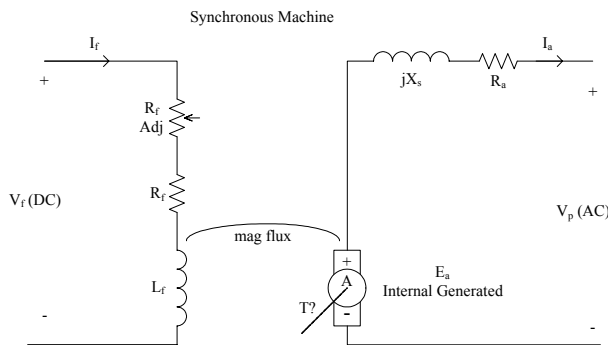 Synchronous Machine
I_f
I_a
+
jX_s
R_a
+
R_f
Adj
R_f
V_f (DC)
V_p (AC)
mag flux
+
A
E_a
Internal Generated
L_f
T?
-
-
-